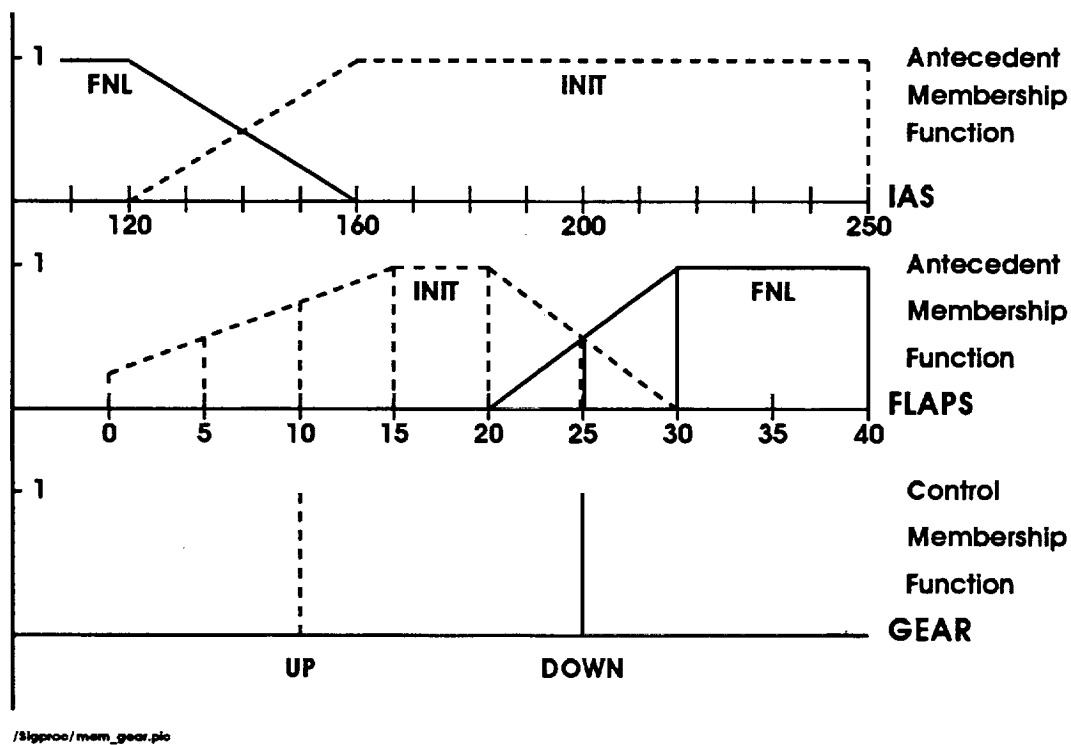 1
FNL
INIT
Antecedent
Membership
Function
IAS
120 160 200 250
1
INIT
FNL
Antecedent
Membership
Function
FLAPS
0 5 10 15 20 25 30 35 40
1
Control
Membership
Function
GEAR
UP DOWN
/Sigproc/mem_gear.pic